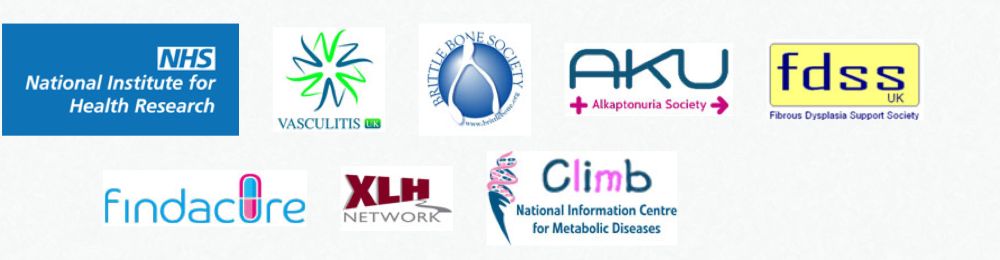 NHS
National Institute for
Health Research
VASCULITIS UK
BRITTLE BONE SOCIETY
www.brittlebone.org
AKU
Alkaptonuria Society
fdss
UK
Fibrous Dysplasia Support Society
findacure
XLH
NETWORK
Climb
National Information Centre
for Metabolic Diseases